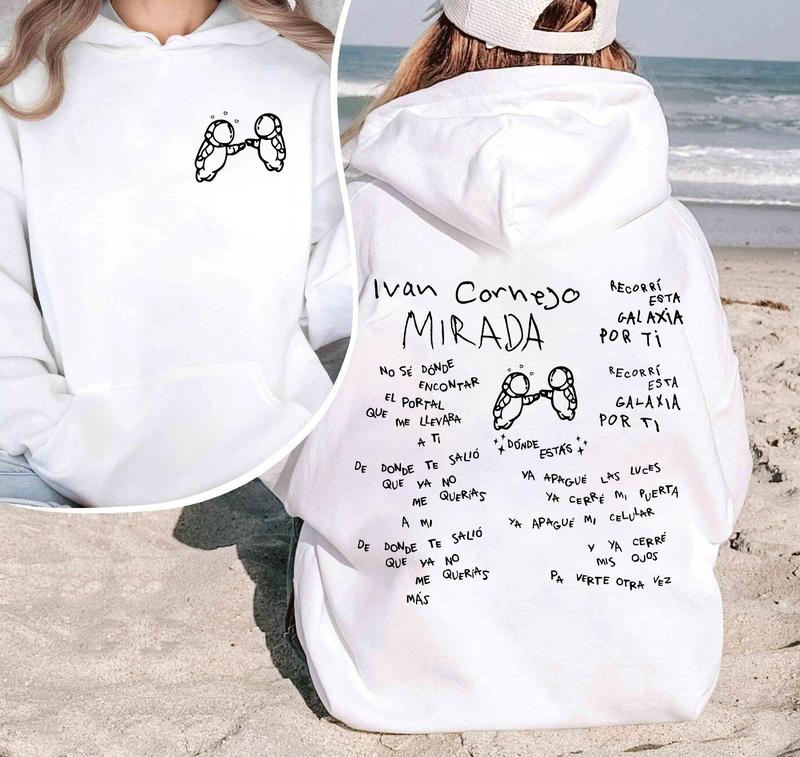 Ivan Cornejo
MIRADA
NO SÉ DÓNDE
ENCONTAR
EL PORTAL
QUE ME LLEVARA
A TI
DE DONDE TE SALIÓ
QUE YA NO
ME QUERÍAS
A MI
DE DONDE TE SALIÓ
QUE YA NO
ME QUERÍAS
MÁS
RECORRÍ
ESTA
GALAXIA
POR TI
RECORRÍ
ESTA
GALAXIA
POR TI
DÓNDE
ESTÁS
YA APAGUÉ LAS LUCES
YA CERRÉ MI PUERTA
YA APAGUÉ MI CELULAR
Y YA CERRÉ
MIS OJOS
PA VERTE OTRA VEZ